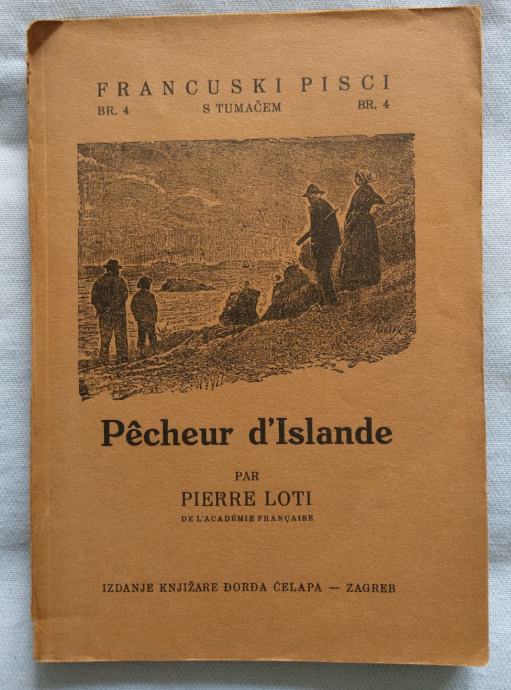 FRANCUSKI PISCI
BR. 4 S TUMAČEM BR. 4
Pêcheur d'Islande
PAR
PIERRE LOTI
DE L'ACADÉMIE FRANÇAISE
IZDANJE KNJIŽARE ĐORĐA ĆELAPA — ZAGREB